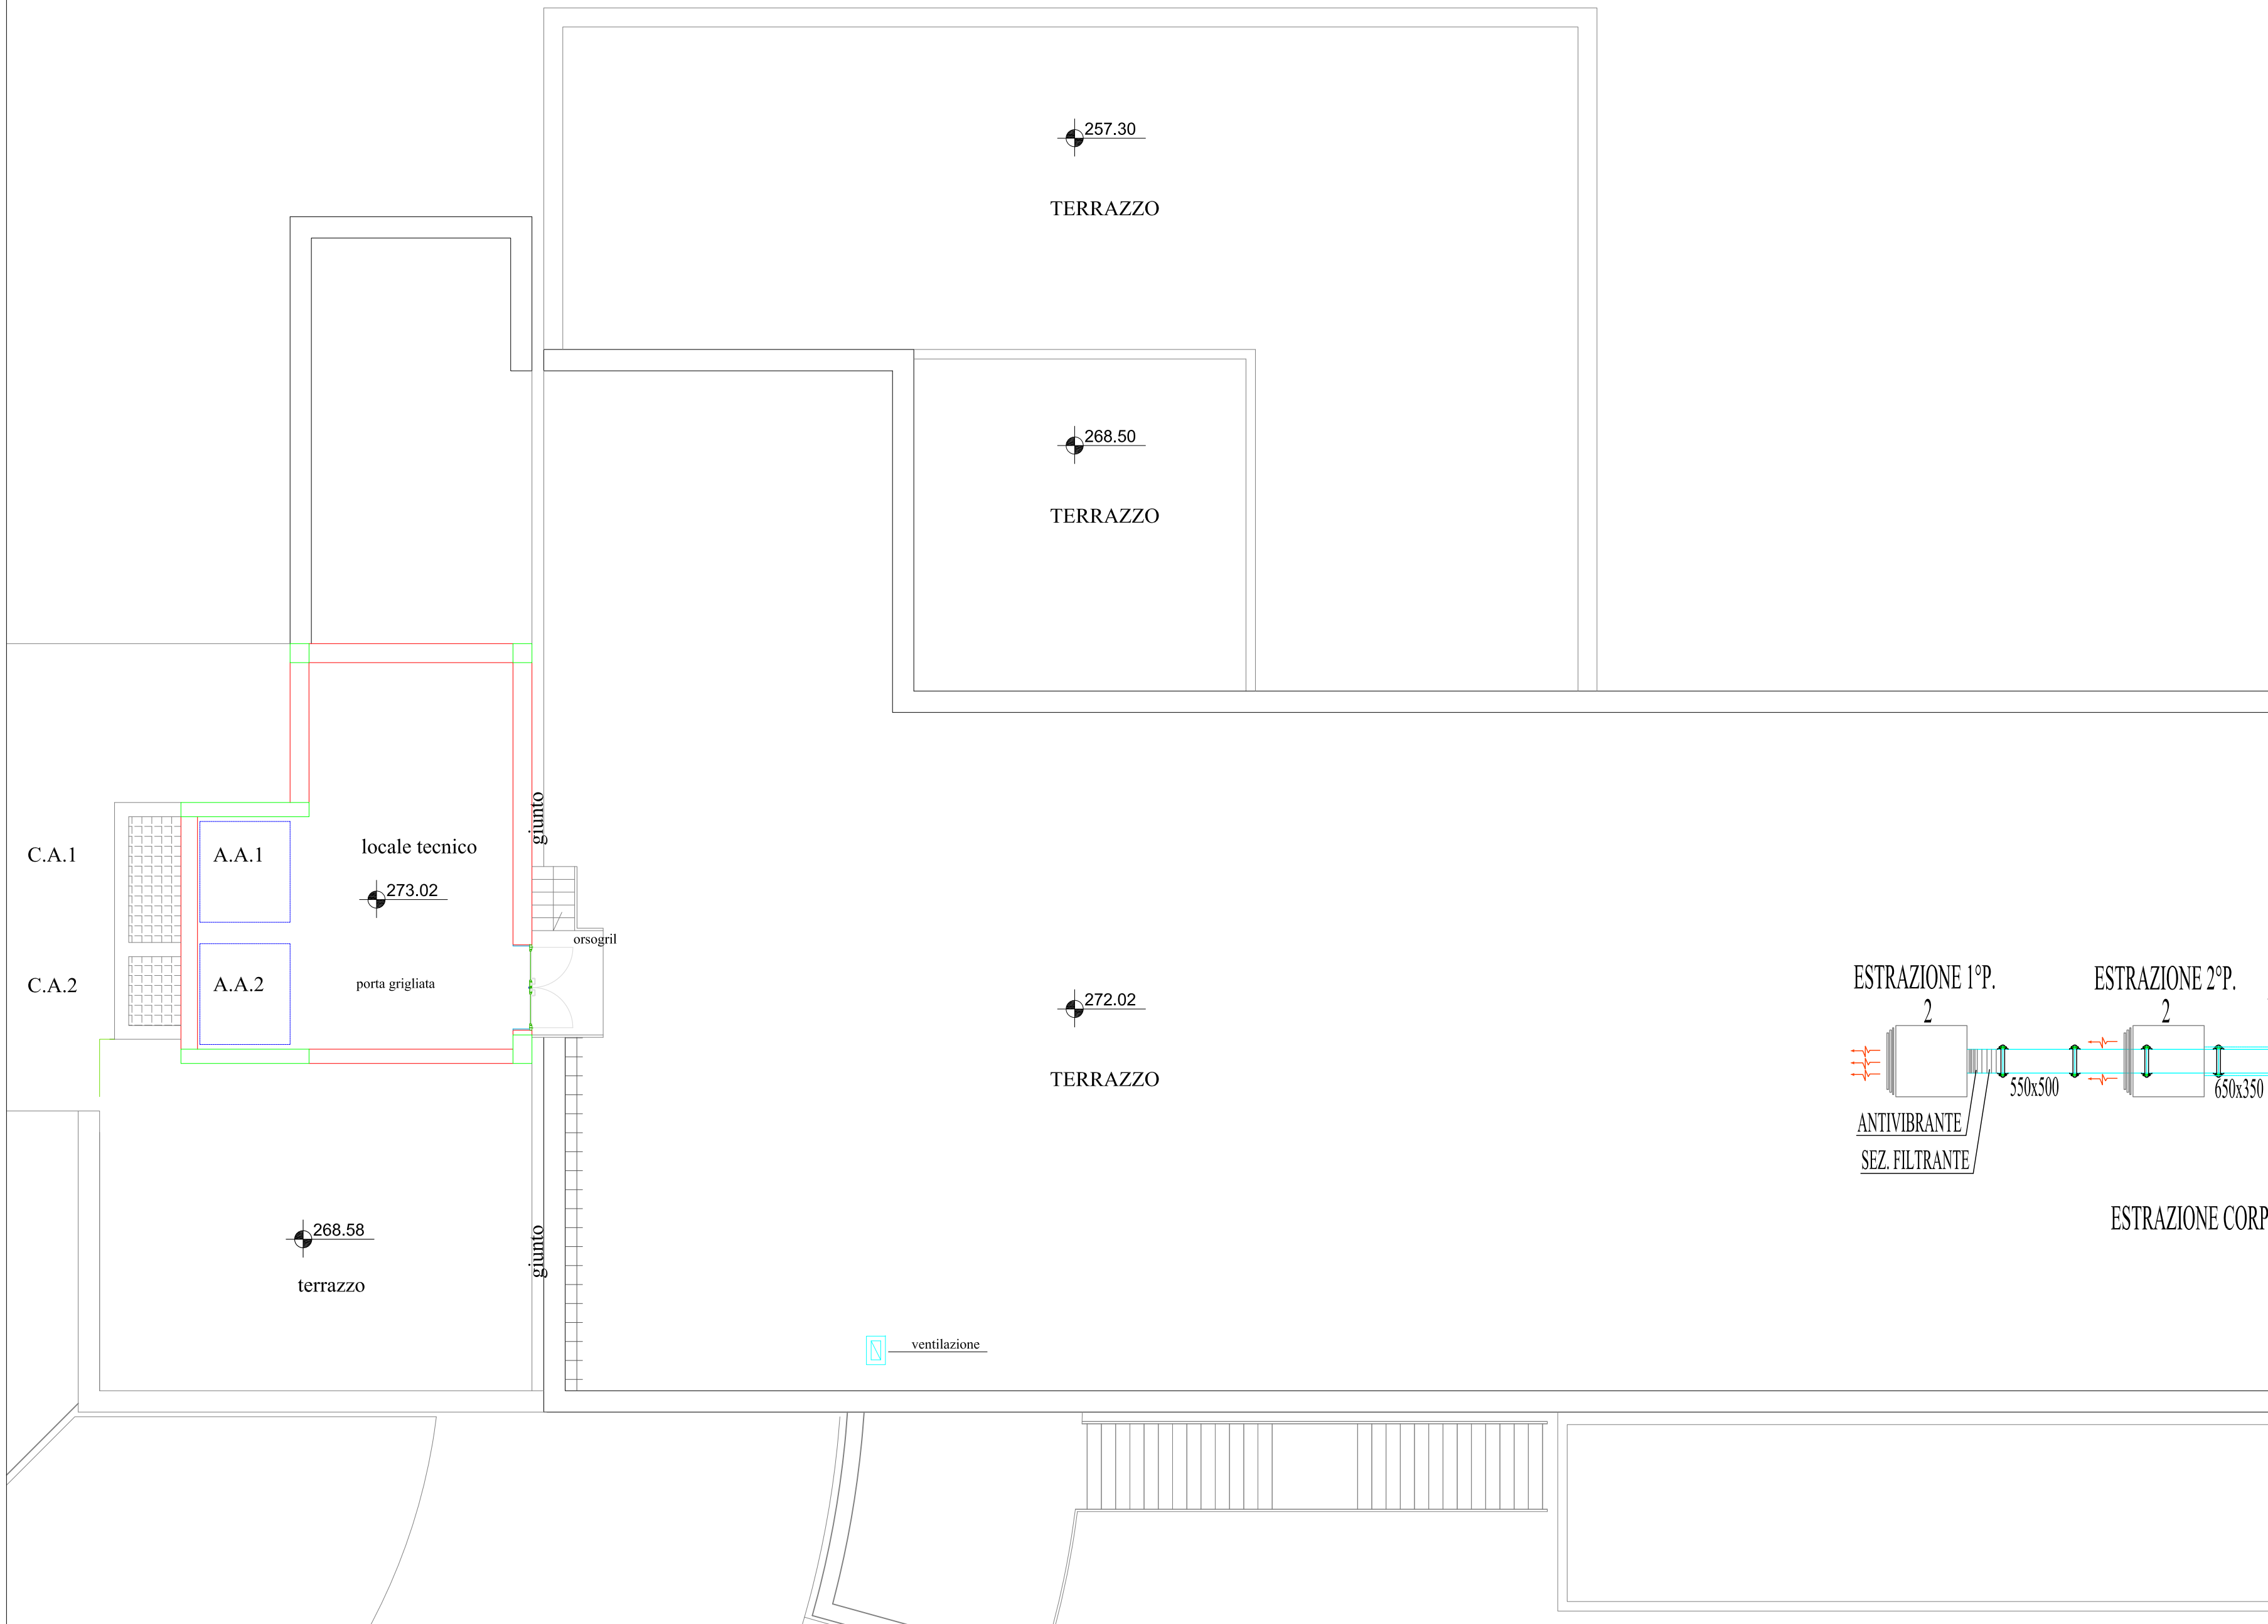 257.30
TERRAZZO
268.50
TERRAZZO
giunto
C.A.1
A.A.1
locale tecnico
273.02
orsogril
C.A.2
A.A.2
porta grigliata
272.02
TERRAZZO
ESTRAZIONE 1°P.
2
ESTRAZIONE 2°P.
2
550x500
650x350
ANTIVIBRANTE
SEZ. FILTRANTE
ESTRAZIONE CORP
268.58
terrazzo
giunto
ventilazione